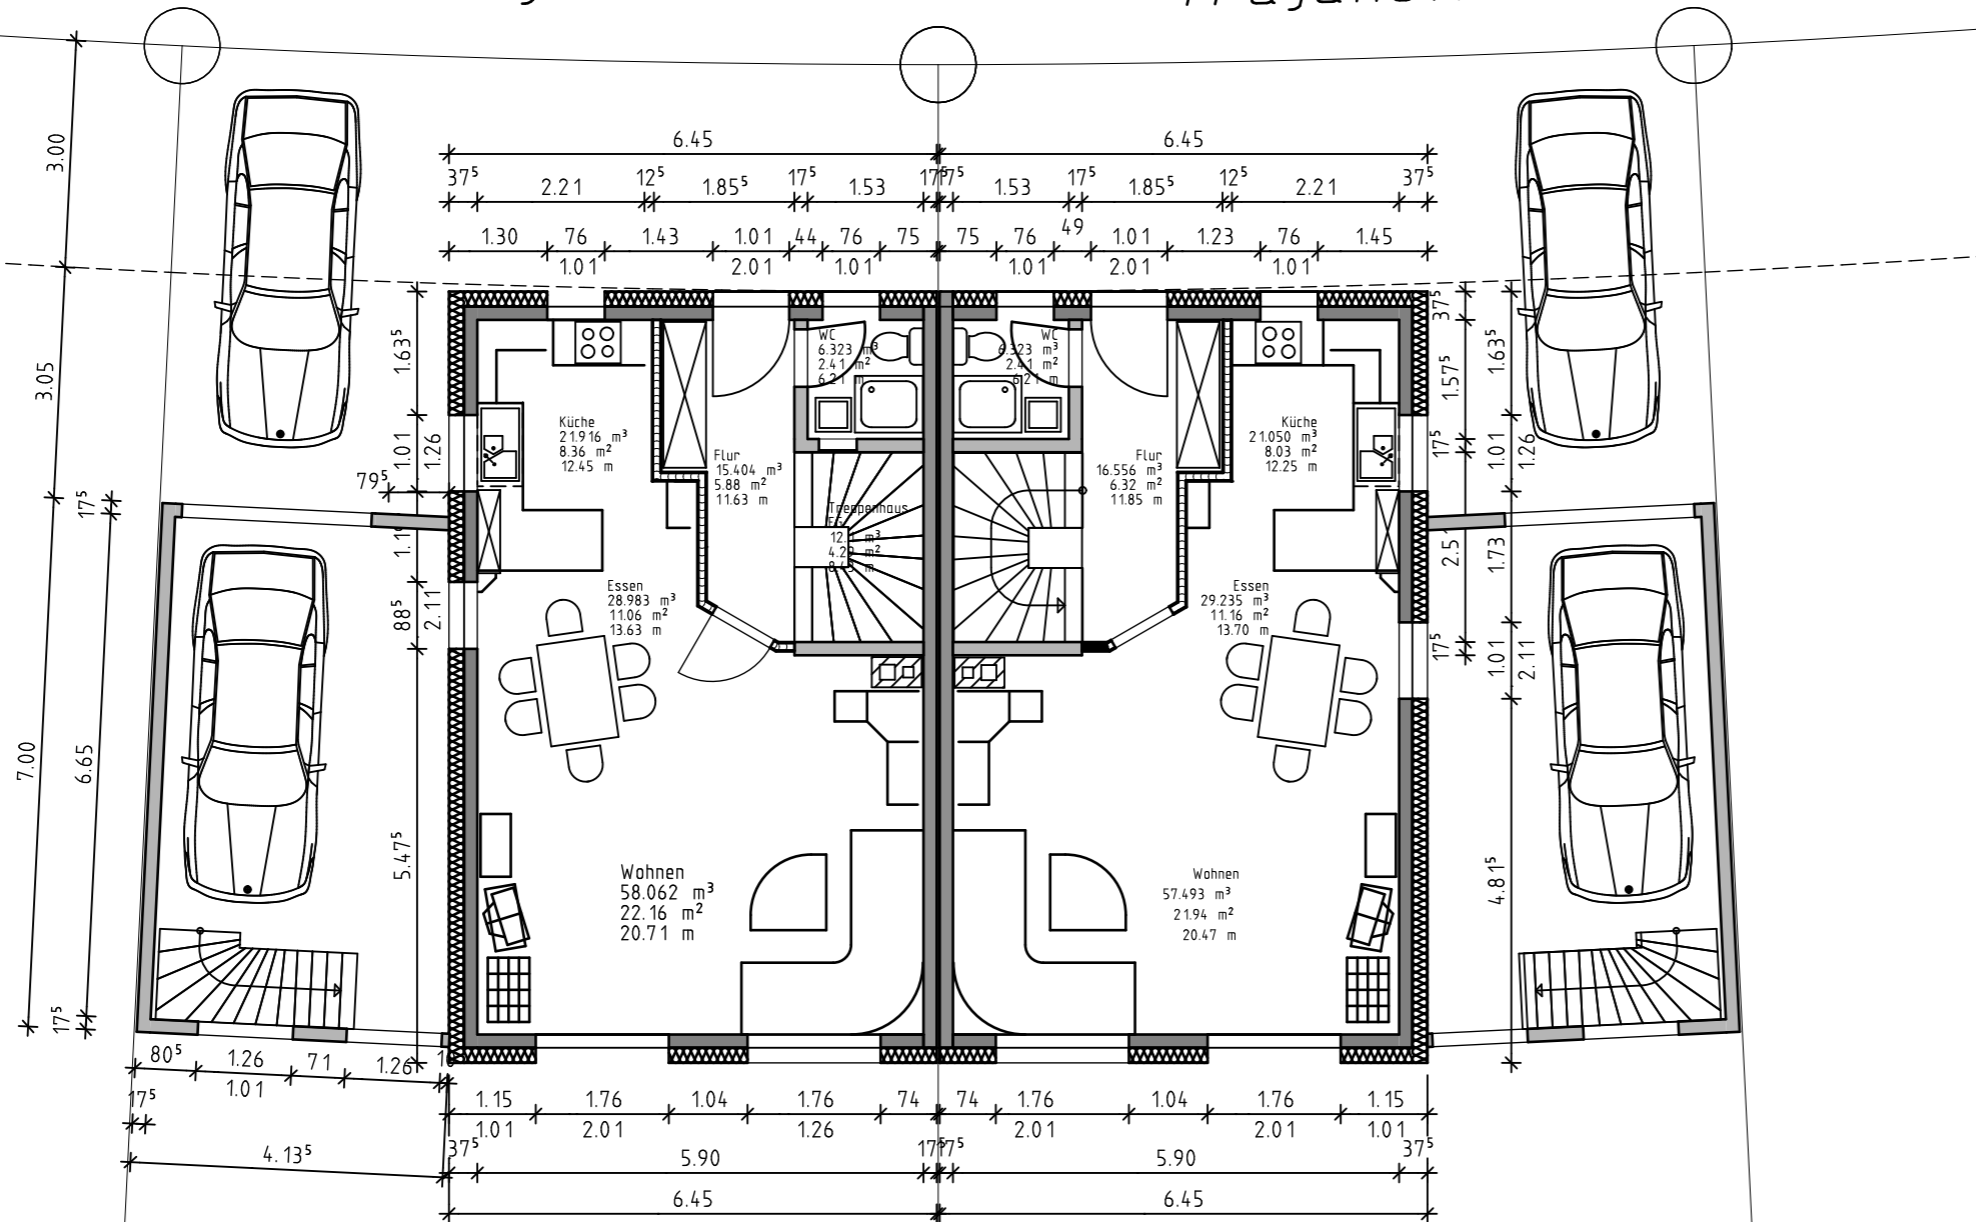 6.45 6.45
37⁵ 2.21 12⁵ 1.85⁵ 17⁵ 1.53 17⁵ 17⁵ 1.53 17⁵ 1.85⁵ 12⁵ 2.21 37⁵
1.30 76 1.43 1.01 44 76 75 75 76 49 1.01 1.23 76 1.45
1.01 2.01 1.01 1.01 2.01 1.01
3.00
3.05
7.00
6.65
17⁵
17⁵
1.63⁵
1.01
1.26
79⁵
88⁵
2.11
5.47⁵
WC
6.323 m³
2.41 m²
6.21 m
WC
6.323 m³
2.41 m²
6.21 m
Küche
21.916 m³
8.36 m²
12.45 m
Flur
15.404 m³
5.88 m²
11.63 m
Treppenhaus
Flur
16.556 m³
6.32 m²
11.85 m
Küche
21.050 m³
8.03 m²
12.25 m
Essen
28.983 m³
11.06 m²
13.63 m
Essen
29.235 m³
11.16 m²
13.70 m
Wohnen
58.062 m³
22.16 m²
20.71 m
Wohnen
57.493 m³
21.94 m²
20.47 m
37⁵
1.57⁵
17⁵
17⁵
1.63⁵
1.01
1.26
1.73
1.01
2.11
4.81⁵
80⁵ 1.26 71 1.26
1.01
17⁵
4.13⁵
1.15 1.76 1.04 1.76 74 74 1.76 1.04 1.76 1.15
1.01 2.01 1.26 2.01 2.01 1.01
37⁵ 5.90 17⁵ 17⁵ 5.90 37⁵
6.45 6.45